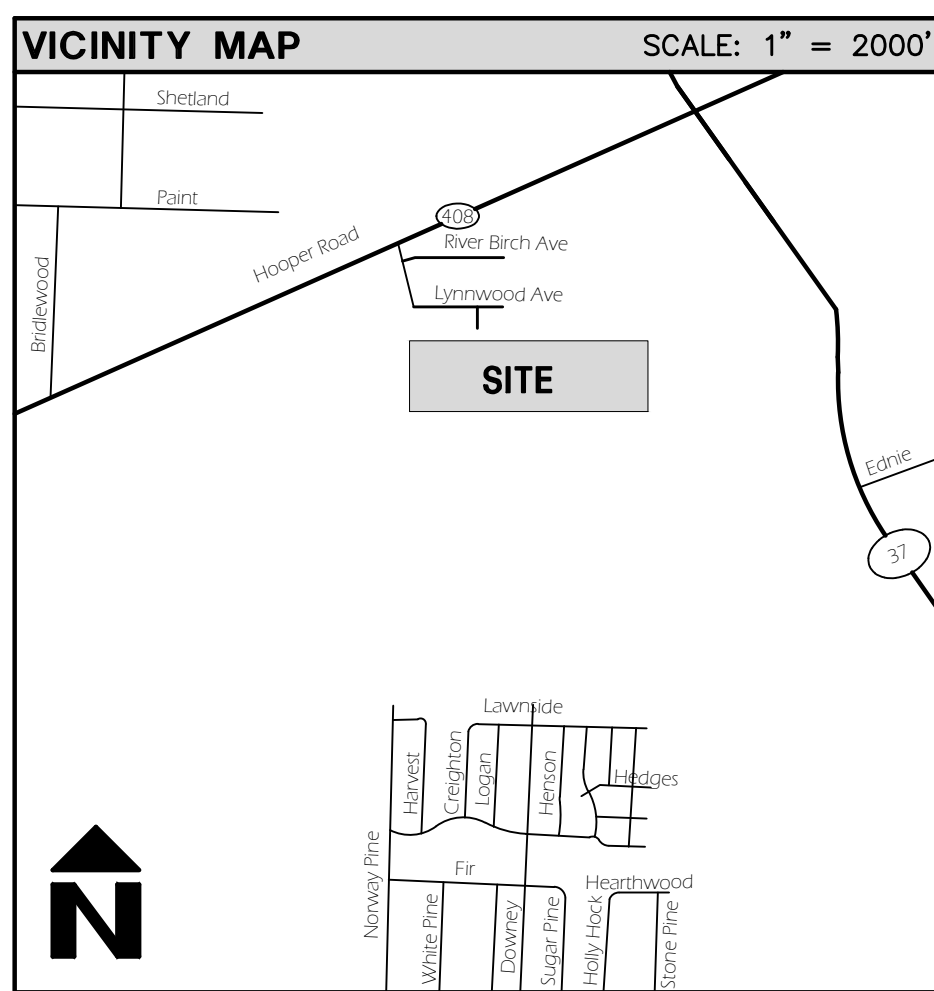 VICINITY MAP
SCALE: 1" = 2000'
Shetland
Paint
408
River Birch Ave
Hooper Road
Lynnwood Ave
Bridlewood
SITE
Ednie
37
Lawnside
Harvest
Creighton
Logan
Henson
Hedges
Norway Pine
Fir
Hearthwood
White Pine
Downey
Sugar Pine
Holly Hock
Stone Pine
N